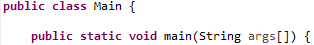 public class Main {
public static void main(String args[]) {